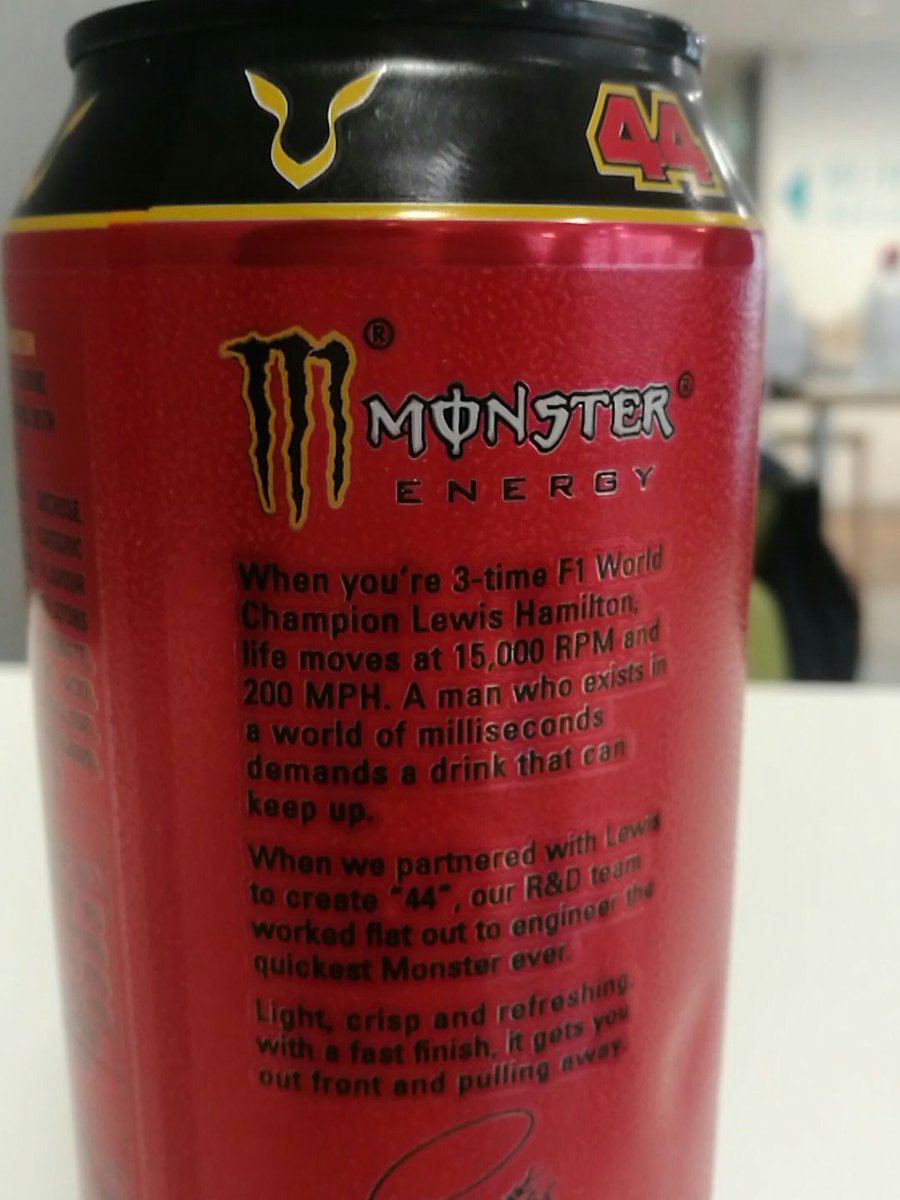 44
® MONSTER®
ENERGY
When you're 3-time F1 World
Champion Lewis Hamilton,
life moves at 15,000 RPM and
200 MPH. A man who exists in
a world of milliseconds
demands a drink that can
keep up.
When we partnered with Lewis
to create "44", our R&D team
worked flat out to engineer the
quickest Monster ever.
Light, crisp and refreshing
with a fast finish, it gets you
out front and pulling away.